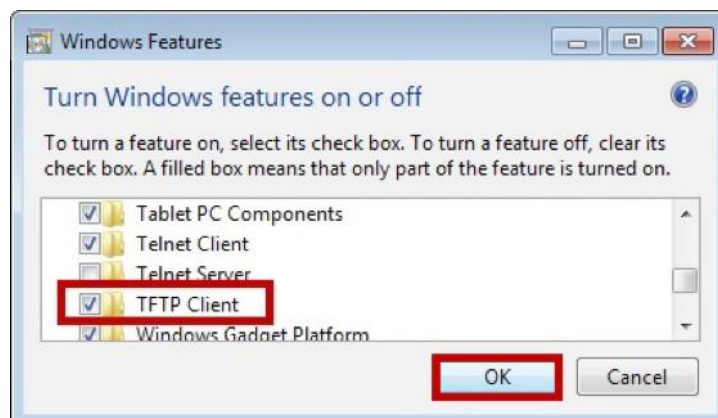 Windows Features
Turn Windows features on or off
To turn a feature on, select its check box. To turn a feature off, clear its
check box. A filled box means that only part of the feature is turned on.
Tablet PC Components
Telnet Client
Telnet Server
TFTP Client
Windows Gadget Platform
OK
Cancel